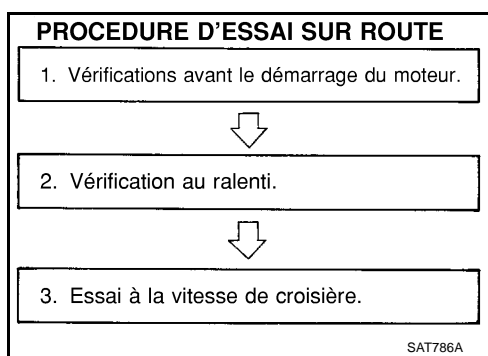 PROCEDURE D'ESSAI SUR ROUTE
1. Vérifications avant le démarrage du moteur.
2. Vérification au ralenti.
3. Essai à la vitesse de croisière.
SAT786A